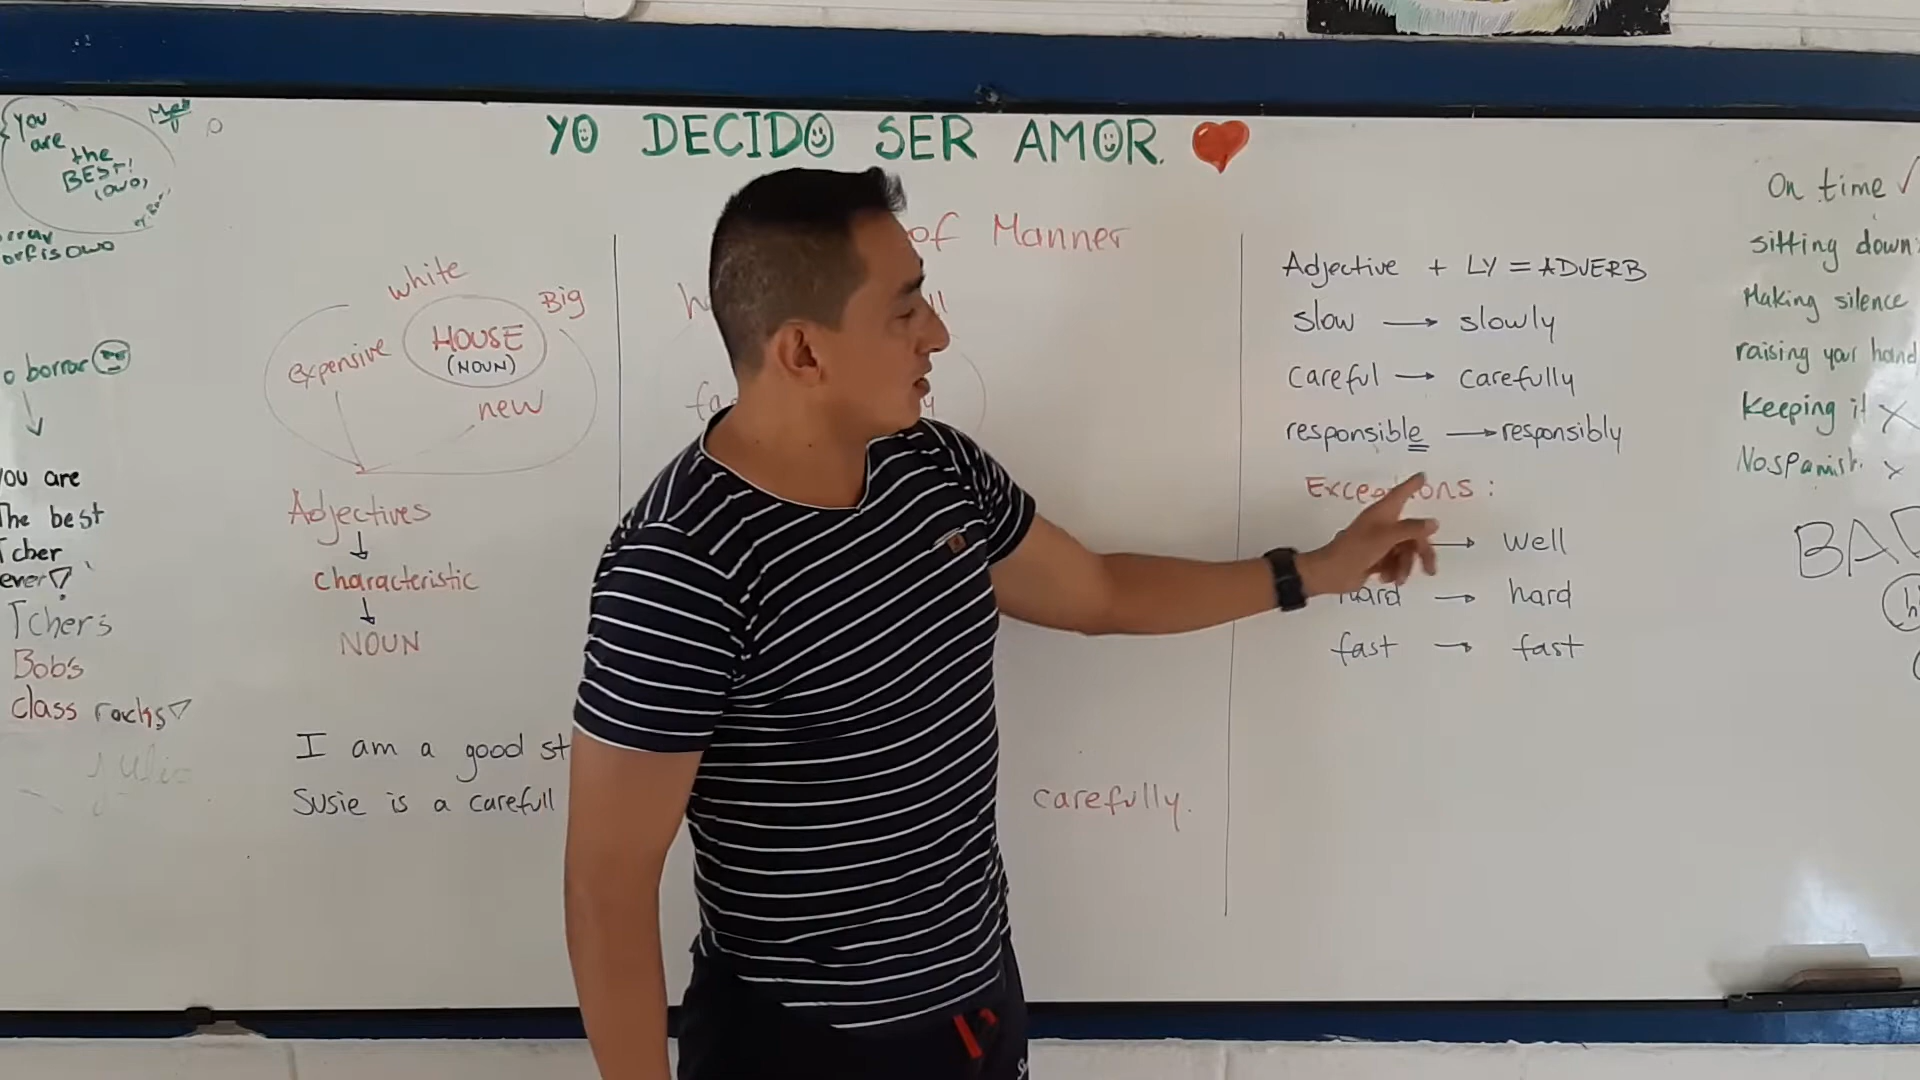 YO DECIDO SER AMOR.
You
are
the
BEST!
(OWO)
o borrar
you are
The best
Tcher
ever!
Tchers
Bob's
class rocks
Julio
white
Big
expensive
HOUSE
(NOUN)
new
Adjectives
characteristic
NOUN
I am a good st
Susie is a carefull
of Manner
carefully.
Adjective + LY = ADVERB
slow → slowly
careful → carefully
responsible → responsibly
Exceptions:
→ well
hard → hard
fast → fast
On time ✓
sitting down
Making silence
raising your hand
Keeping it X
No spanish. x
BAD